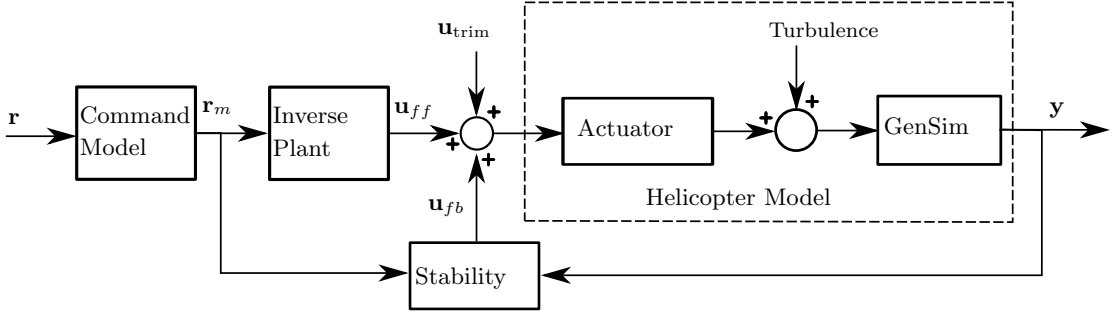 u_trim
Turbulence
r
Command
Model
r_m
Inverse
Plant
u_ff
+
+
+
Actuator
+
+
GenSim
y
Helicopter Model
u_fb
Stability